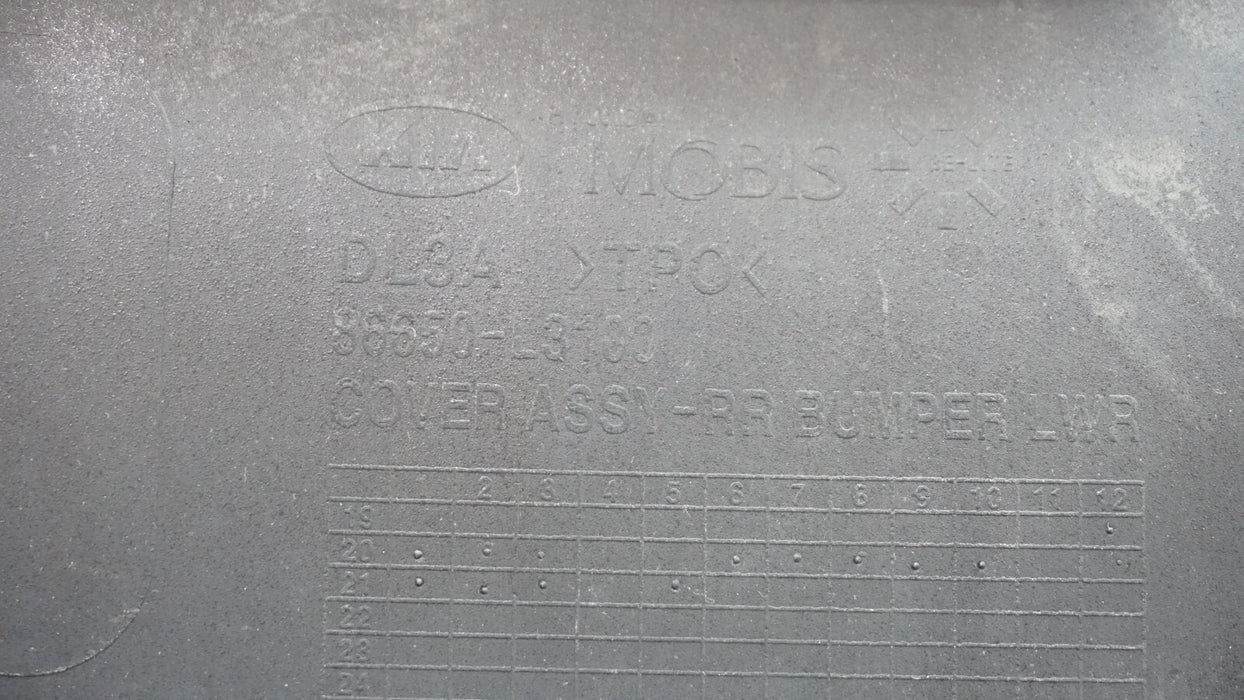 KIA MOBIS
DL3A >TPO<
86650-L3100
COVER ASSY-RR BUMPER LWR
1 2 3 4 5 6 7 8 9 10 11 12
19
20
21
22
23
24